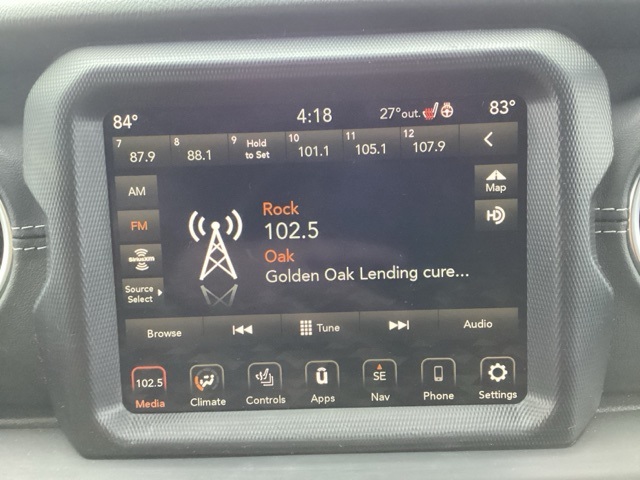 84° 4:18 27°out. 83°
7 87.9 8 88.1 9 Hold to Set 10 101.1 11 105.1 12 107.9
AM
Map
FM
HD
Rock
102.5
Oak
Golden Oak Lending cure...
SiriusXM
Source Select
Browse Tune Audio
102.5 ū SE
Media Climate Controls Apps Nav Phone Settings